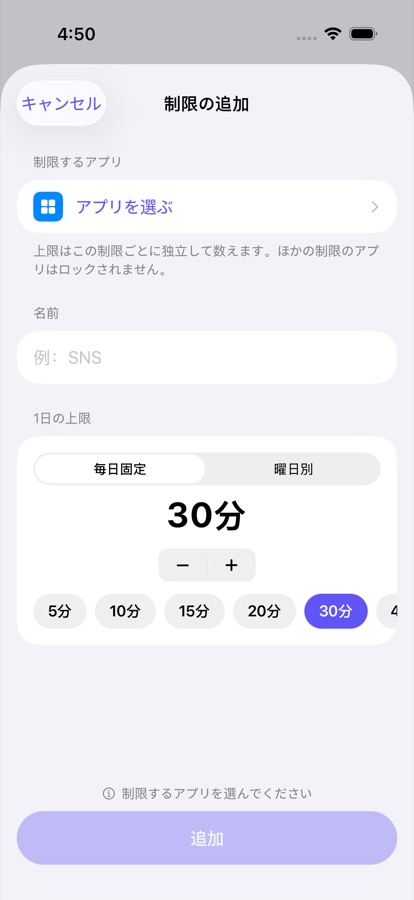 4:50
キャンセル
制限の追加
制限するアプリ
アプリを選ぶ
上限はこの制限ごとに独立して数えます。ほかの制限のアプ
リはロックされません。
名前
例：SNS
1日の上限
毎日固定
曜日別
30分
− +
5分
10分
15分
20分
30分
4
制限するアプリを選んでください
追加